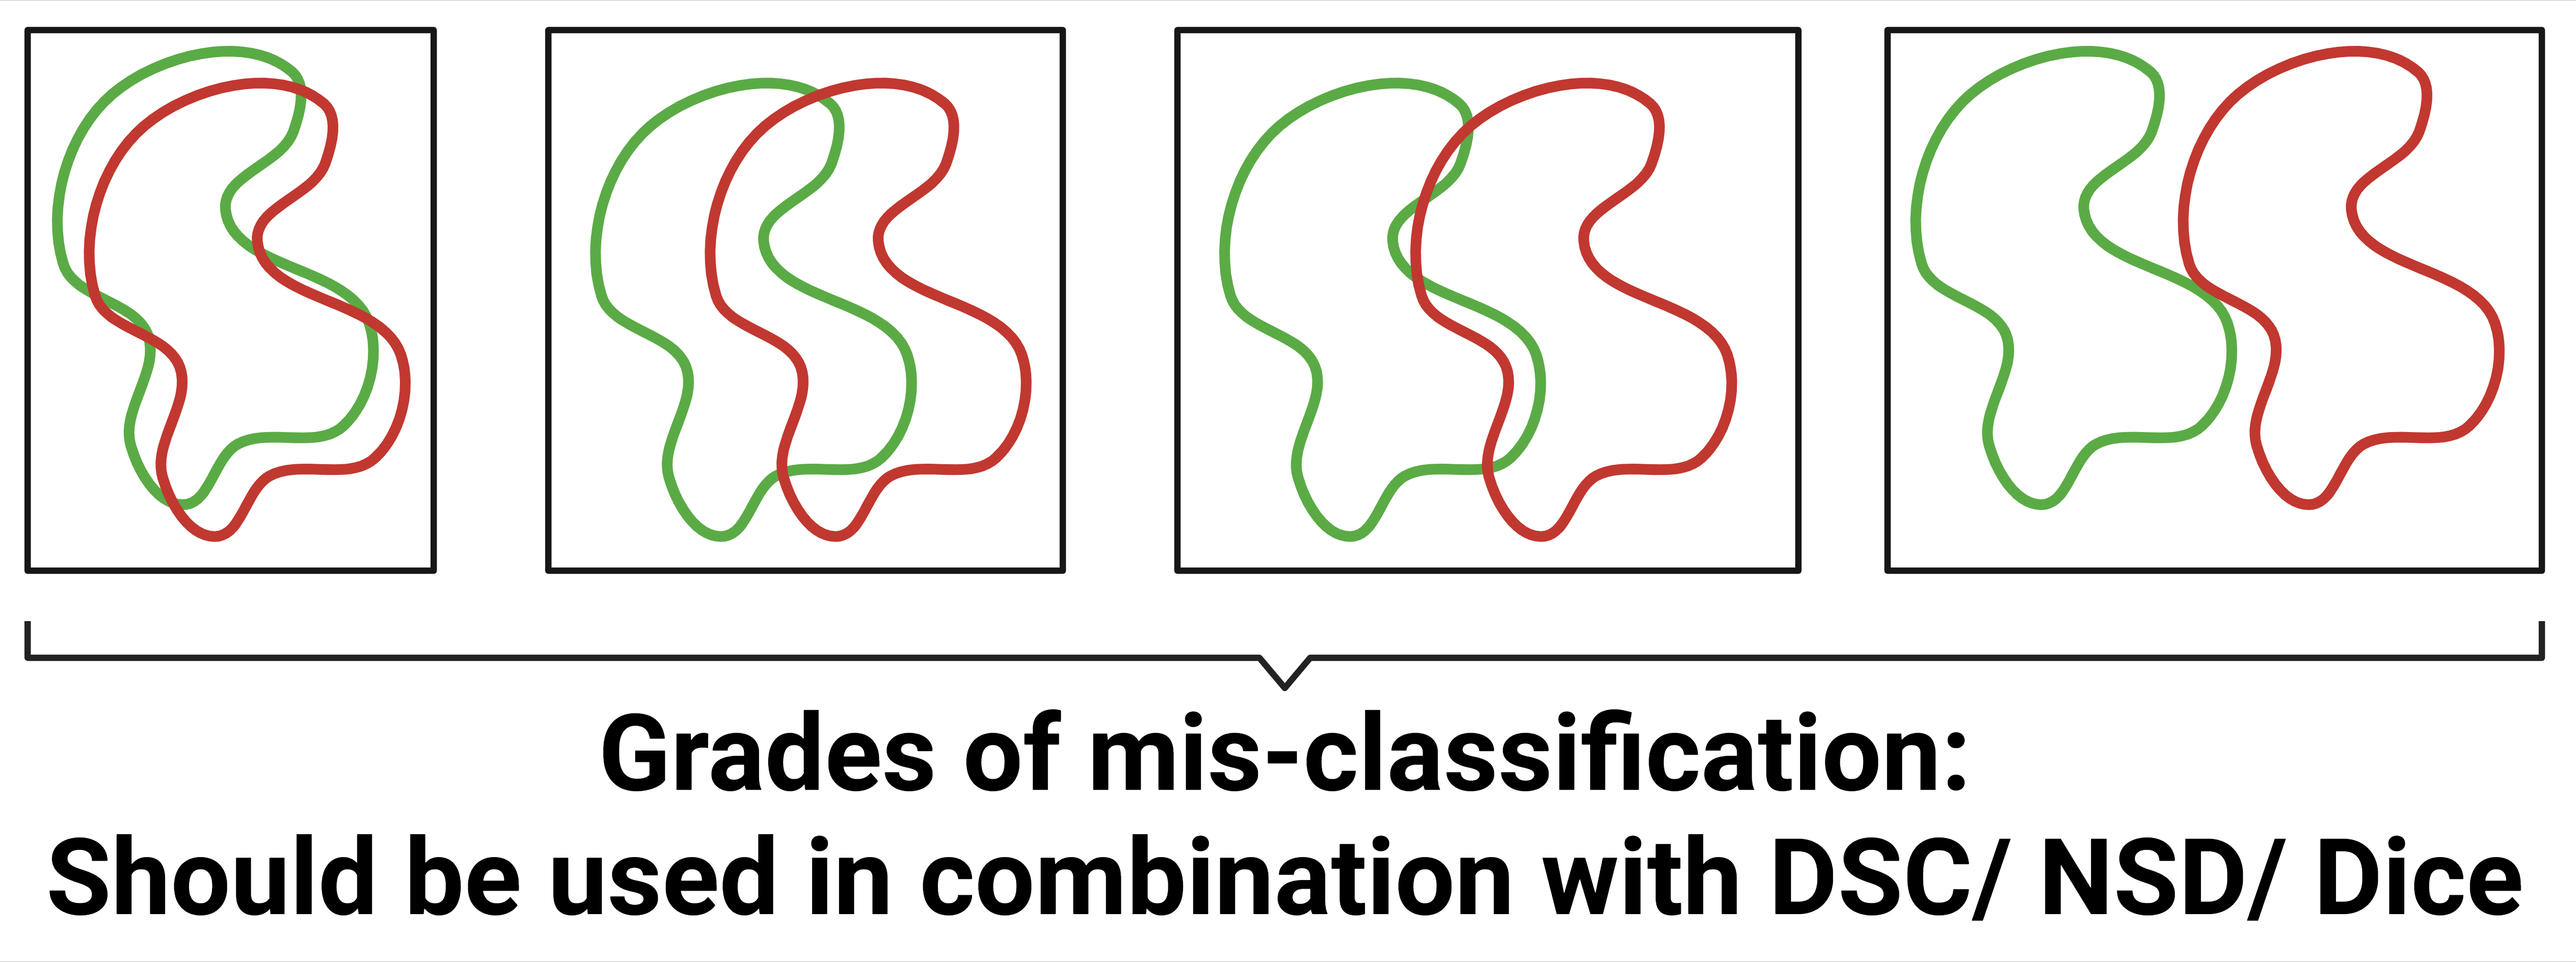 Grades of mis-classification:
Should be used in combination with DSC/ NSD/ Dice